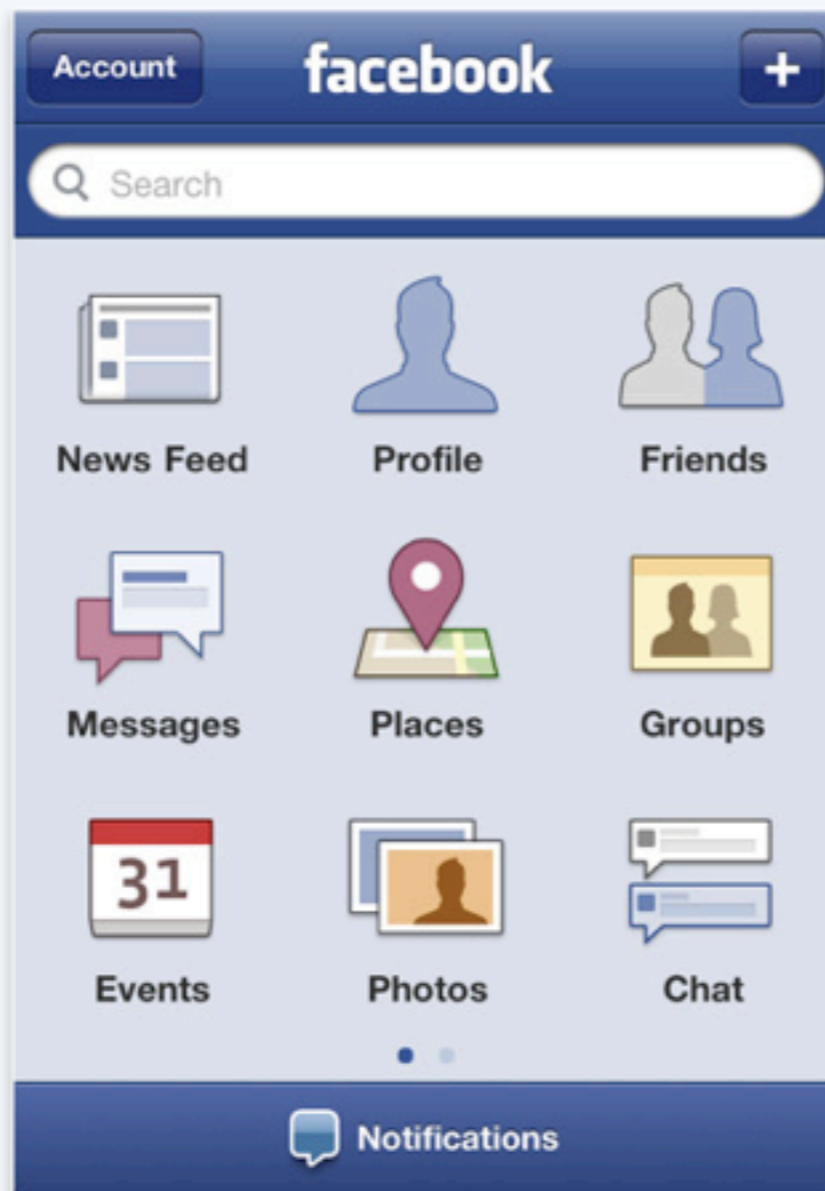 Account facebook +
Search
News Feed Profile Friends
Messages Places Groups
31
Events Photos Chat
Notifications